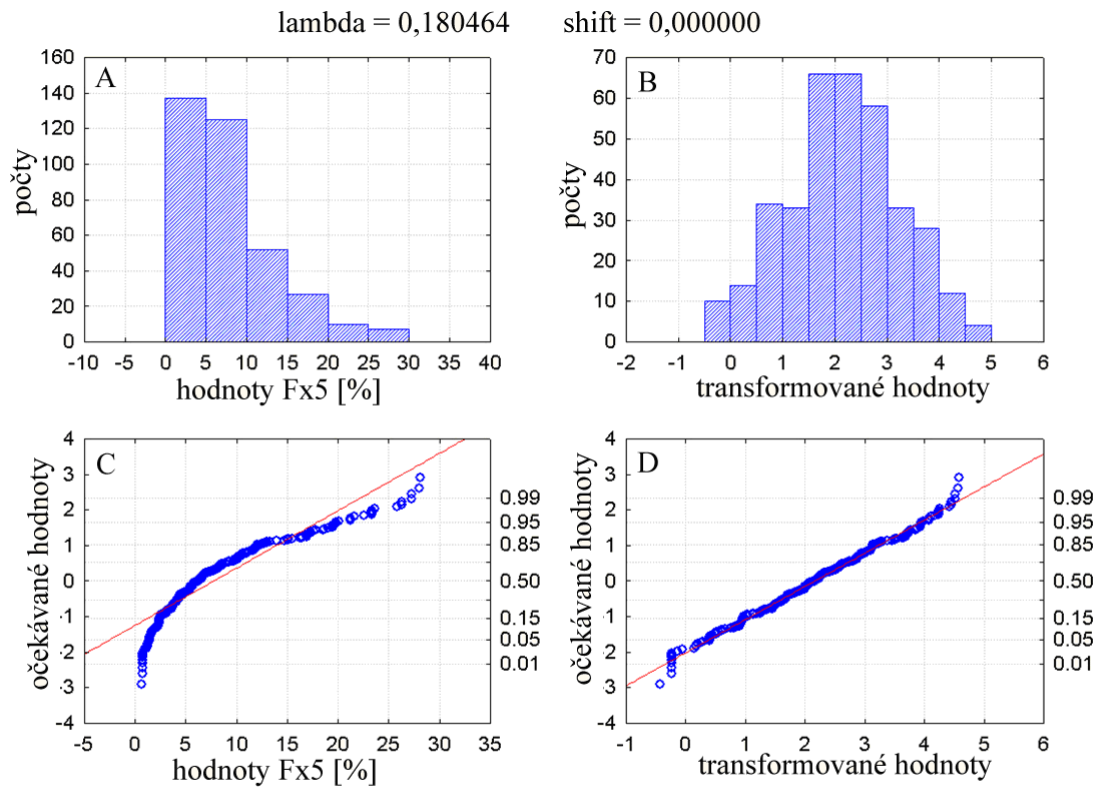 lambda = 0,180464 shift = 0,000000
A
160
140
120
100
80
60
40
20
0
počty
-10 -5 0 5 10 15 20 25 30 35 40
hodnoty Fx5 [%]
B
70
60
50
40
30
20
10
0
počty
-2 -1 0 1 2 3 4 5 6
transformované hodnoty
C
4
3
2
1
0
-1
-2
-3
-4
očekávané hodnoty
0.99
0.95
0.85
0.50
0.15
0.05
0.01
-5 0 5 10 15 20 25 30 35
hodnoty Fx5 [%]
D
4
3
2
1
0
-1
-2
-3
-4
očekávané hodnoty
0.99
0.95
0.85
0.50
0.15
0.05
0.01
-1 0 1 2 3 4 5 6
transformované hodnoty